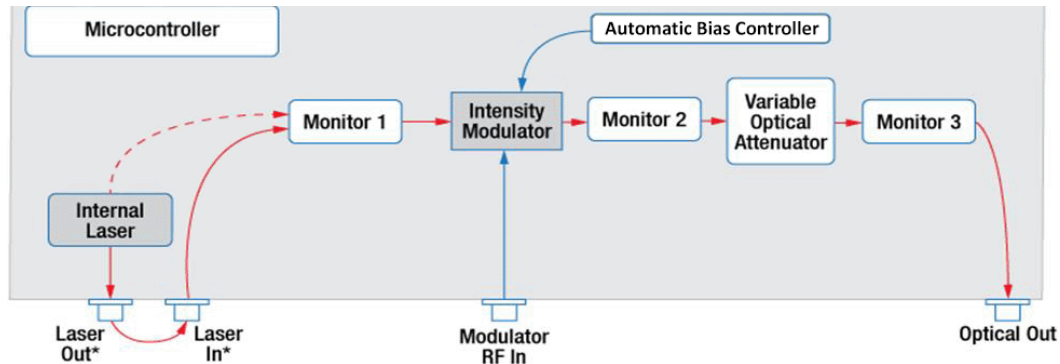 Microcontroller
Automatic Bias Controller
Monitor 1
Intensity
Modulator
Monitor 2
Variable
Optical
Attenuator
Monitor 3
Internal
Laser
Laser
Out*
Laser
In*
Modulator
RF In
Optical Out